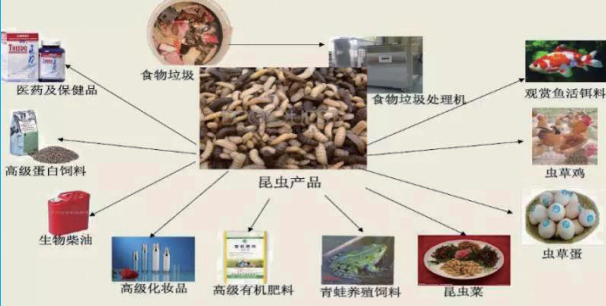 食物垃圾
食物垃圾处理机
医药及保健品
观赏鱼活饵料
昆虫产品
高级蛋白饲料
虫草鸡
生物柴油
虫草蛋
高级化妆品
高级有机肥料
青蛙养殖饲料
昆虫菜